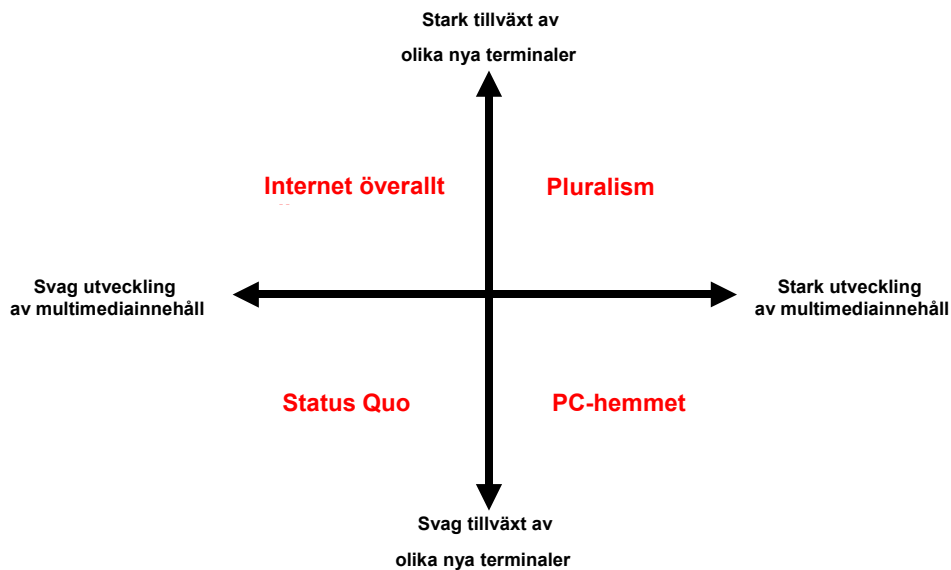 Stark tillväxt av
olika nya terminaler
Internet överallt
Pluralism
Svag utveckling
av multimediainnehåll
Stark utveckling
av multimediainnehåll
Status Quo
PC-hemmet
Svag tillväxt av
olika nya terminaler